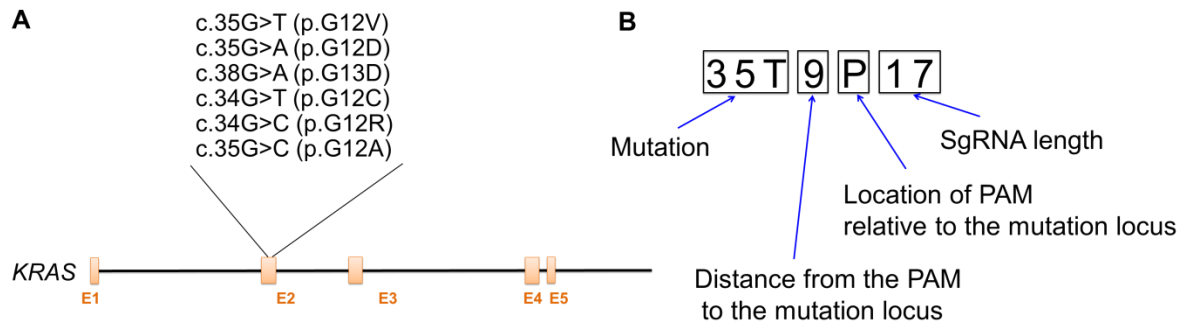 A
c.35G>T (p.G12V)
c.35G>A (p.G12D)
c.38G>A (p.G13D)
c.34G>T (p.G12C)
c.34G>C (p.G12R)
c.35G>C (p.G12A)
KRAS
E1
E2
E3
E4
E5
B
35T 9 P 17
Mutation
SgRNA length
Location of PAM
relative to the mutation locus
Distance from the PAM
to the mutation locus